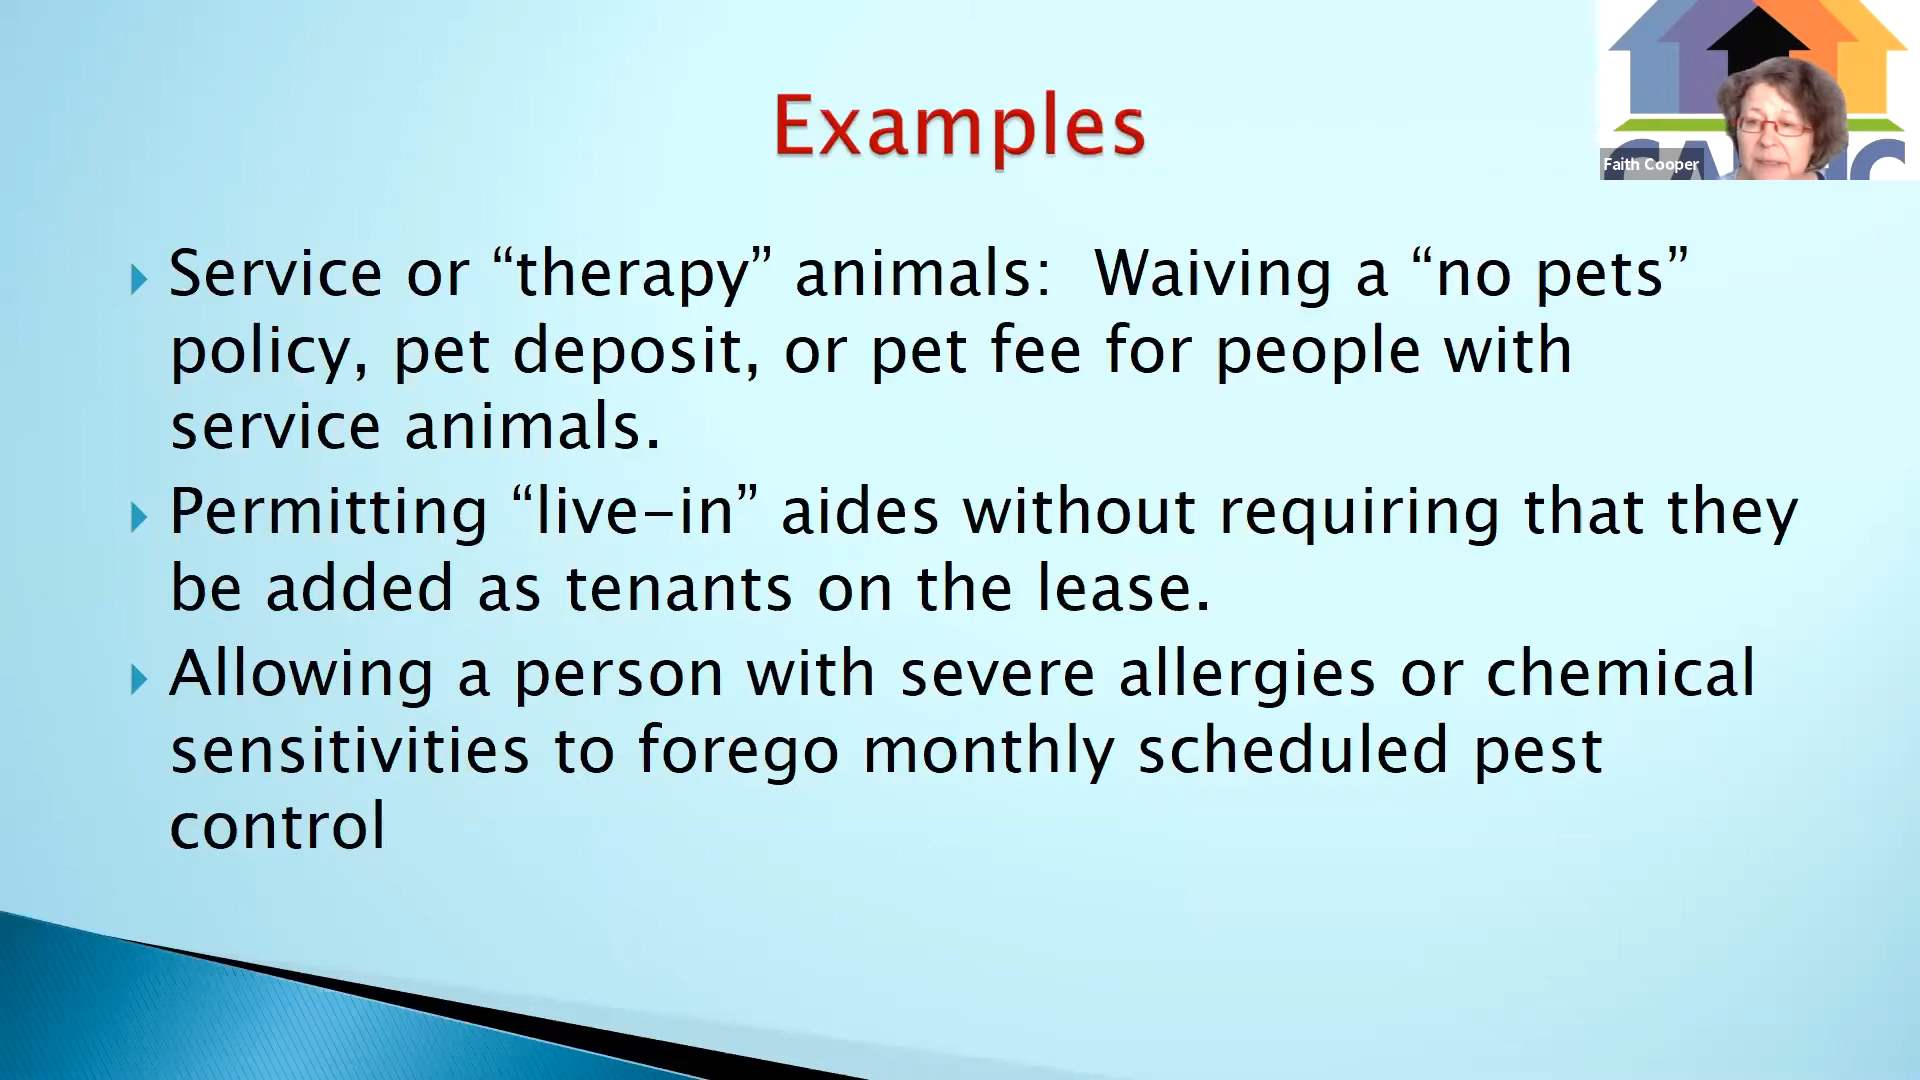 Examples
Faith Cooper
Service or “therapy” animals:  Waiving a “no pets”
policy, pet deposit, or pet fee for people with
service animals.
Permitting “live-in” aides without requiring that they
be added as tenants on the lease.
Allowing a person with severe allergies or chemical
sensitivities to forego monthly scheduled pest
control